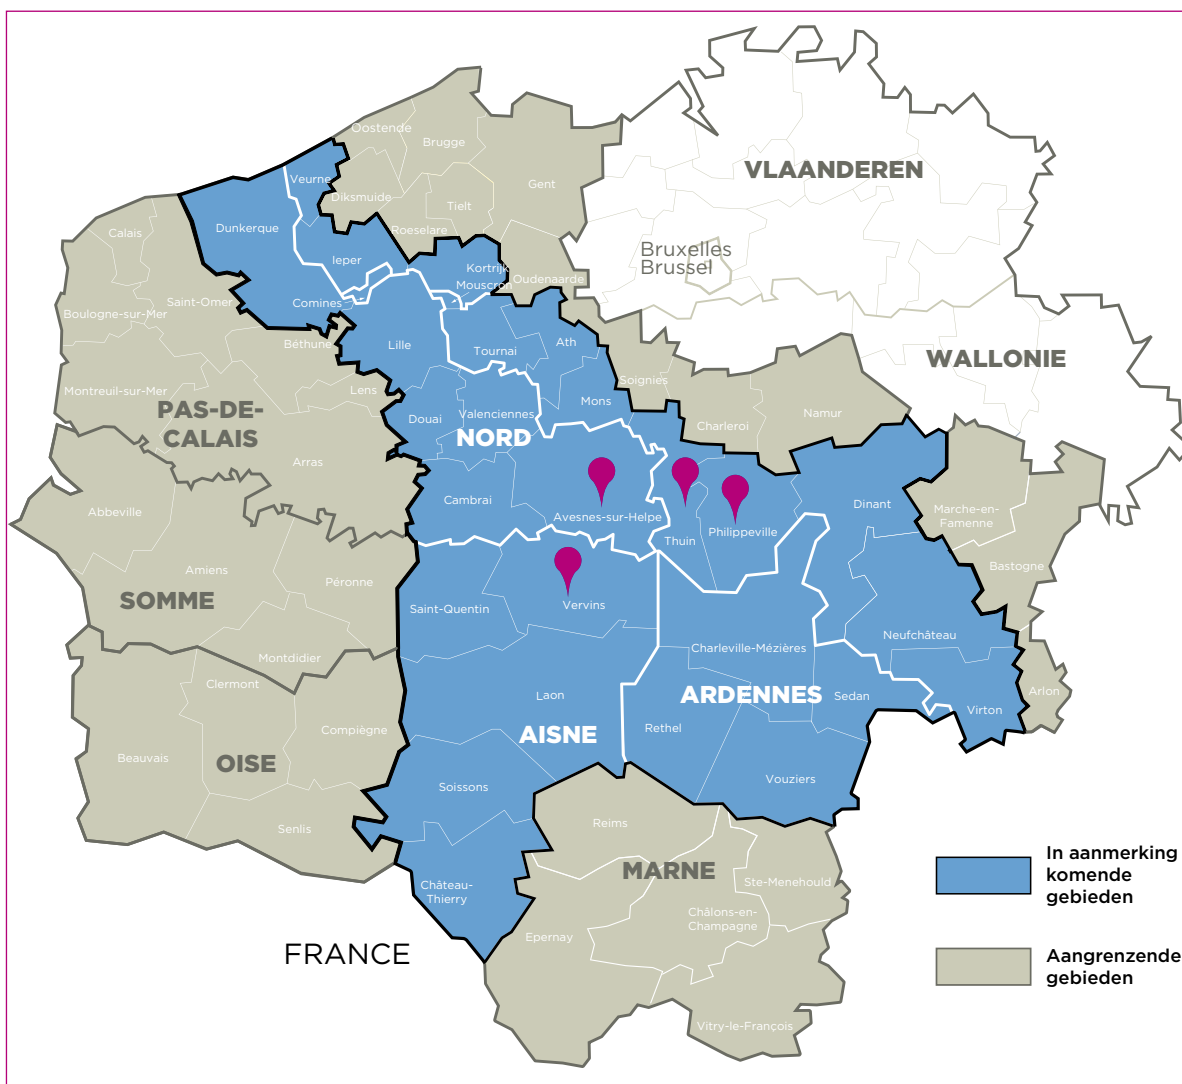 Oostende
Brugge
VLAANDEREN
Veurne
Diksmuide
Gent
Tielt
Dunkerque
Calais
Roeselare
Ieper
Bruxelles
Brussel
Kortrijk
Mouscron
Oudenaarde
Saint-Omer
Comines
Boulogne-sur-Mer
Béthune
Lille
Tournai
Ath
WALLONIE
Soignies
Montreuil-sur-Mer
Lens
Mons
PAS-DE-
CALAIS
Douai
Valenciennes
NORD
Charleroi
Namur
Arras
Abbeville
Cambrai
Avesnes-sur-Helpe
Thuin
Philippeville
Dinant
Marche-en-
Famenne
Bastogne
Amiens
Péronne
SOMME
Saint-Quentin
Vervins
Neufchâteau
Montdidier
Charleville-Mézières
Clermont
Laon
ARDENNES
Sedan
Arlon
Virton
Compiègne
Rethel
AISNE
Beauvais
OISE
Soissons
Vouziers
Senlis
Reims
MARNE
Château-
Thierry
Ste-Menehould
Châlons-en-
Champagne
Epernay
FRANCE
Vitry-le-François
In aanmerking
komende
gebieden
Aangrenzende
gebieden